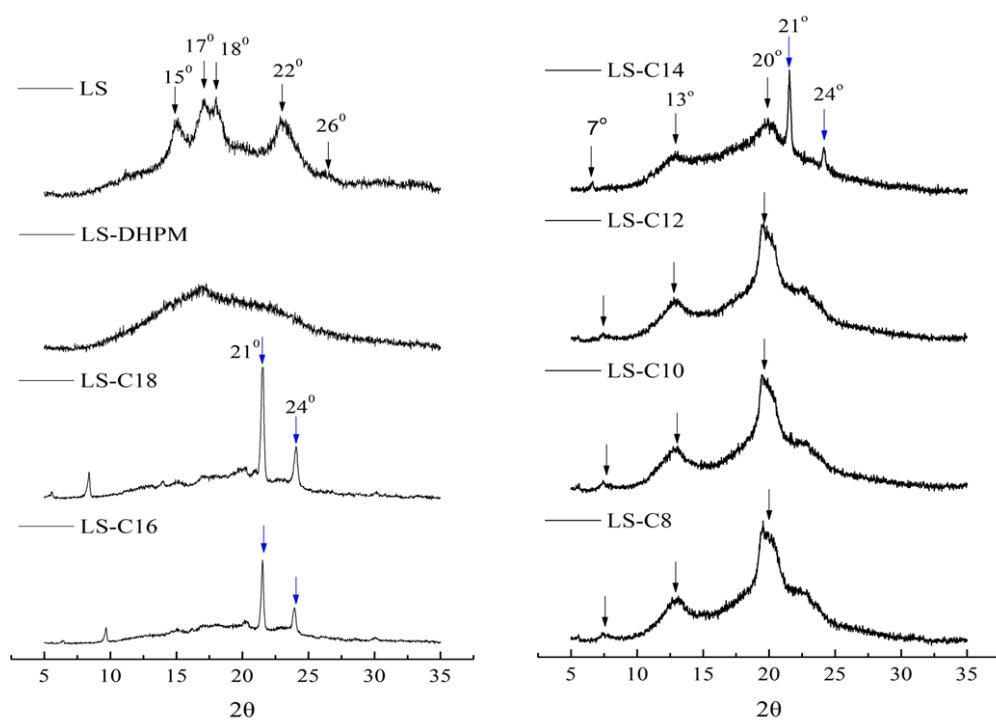 LS
15⁰
17⁰
18⁰
22⁰
26⁰
LS-DHPM
LS-C18
21⁰
24⁰
LS-C16
5 10 15 20 25 30 35
2θ
LS-C14
7°
13°
20°
21°
24°
LS-C12
LS-C10
LS-C8
5 10 15 20 25 30 35
2θ